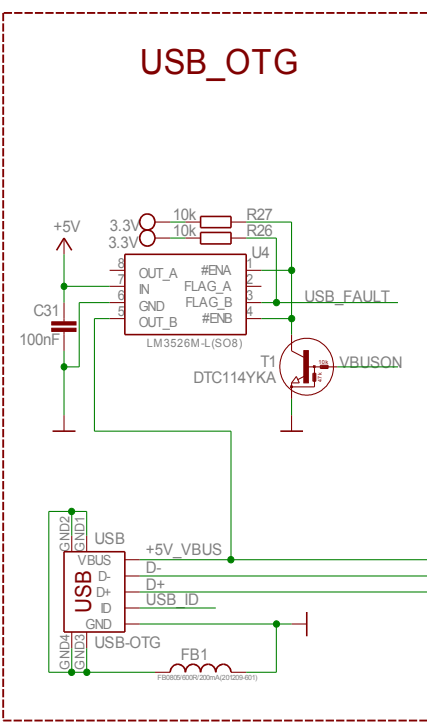 USB_OTG
+5V
3.3V
10k
R27
3.3V
10k
R26
U4
8
OUT_A
#ENA
1
7
IN
FLAG_A
2
6
GND
FLAG_B
3
USB_FAULT
5
OUT_B
#ENB
4
LM3526M-L(SO8)
C31
100nF
T1
DTC114YKA
10k
47k
VBUSON
GND2
GND1
USB
USB
VBUS
+5V_VBUS
D-
D-
D+
D+
ID
USB_ID
GND
GND4
GND3
USB-OTG
FB1
FB0805/600R/200mA(201209-601)